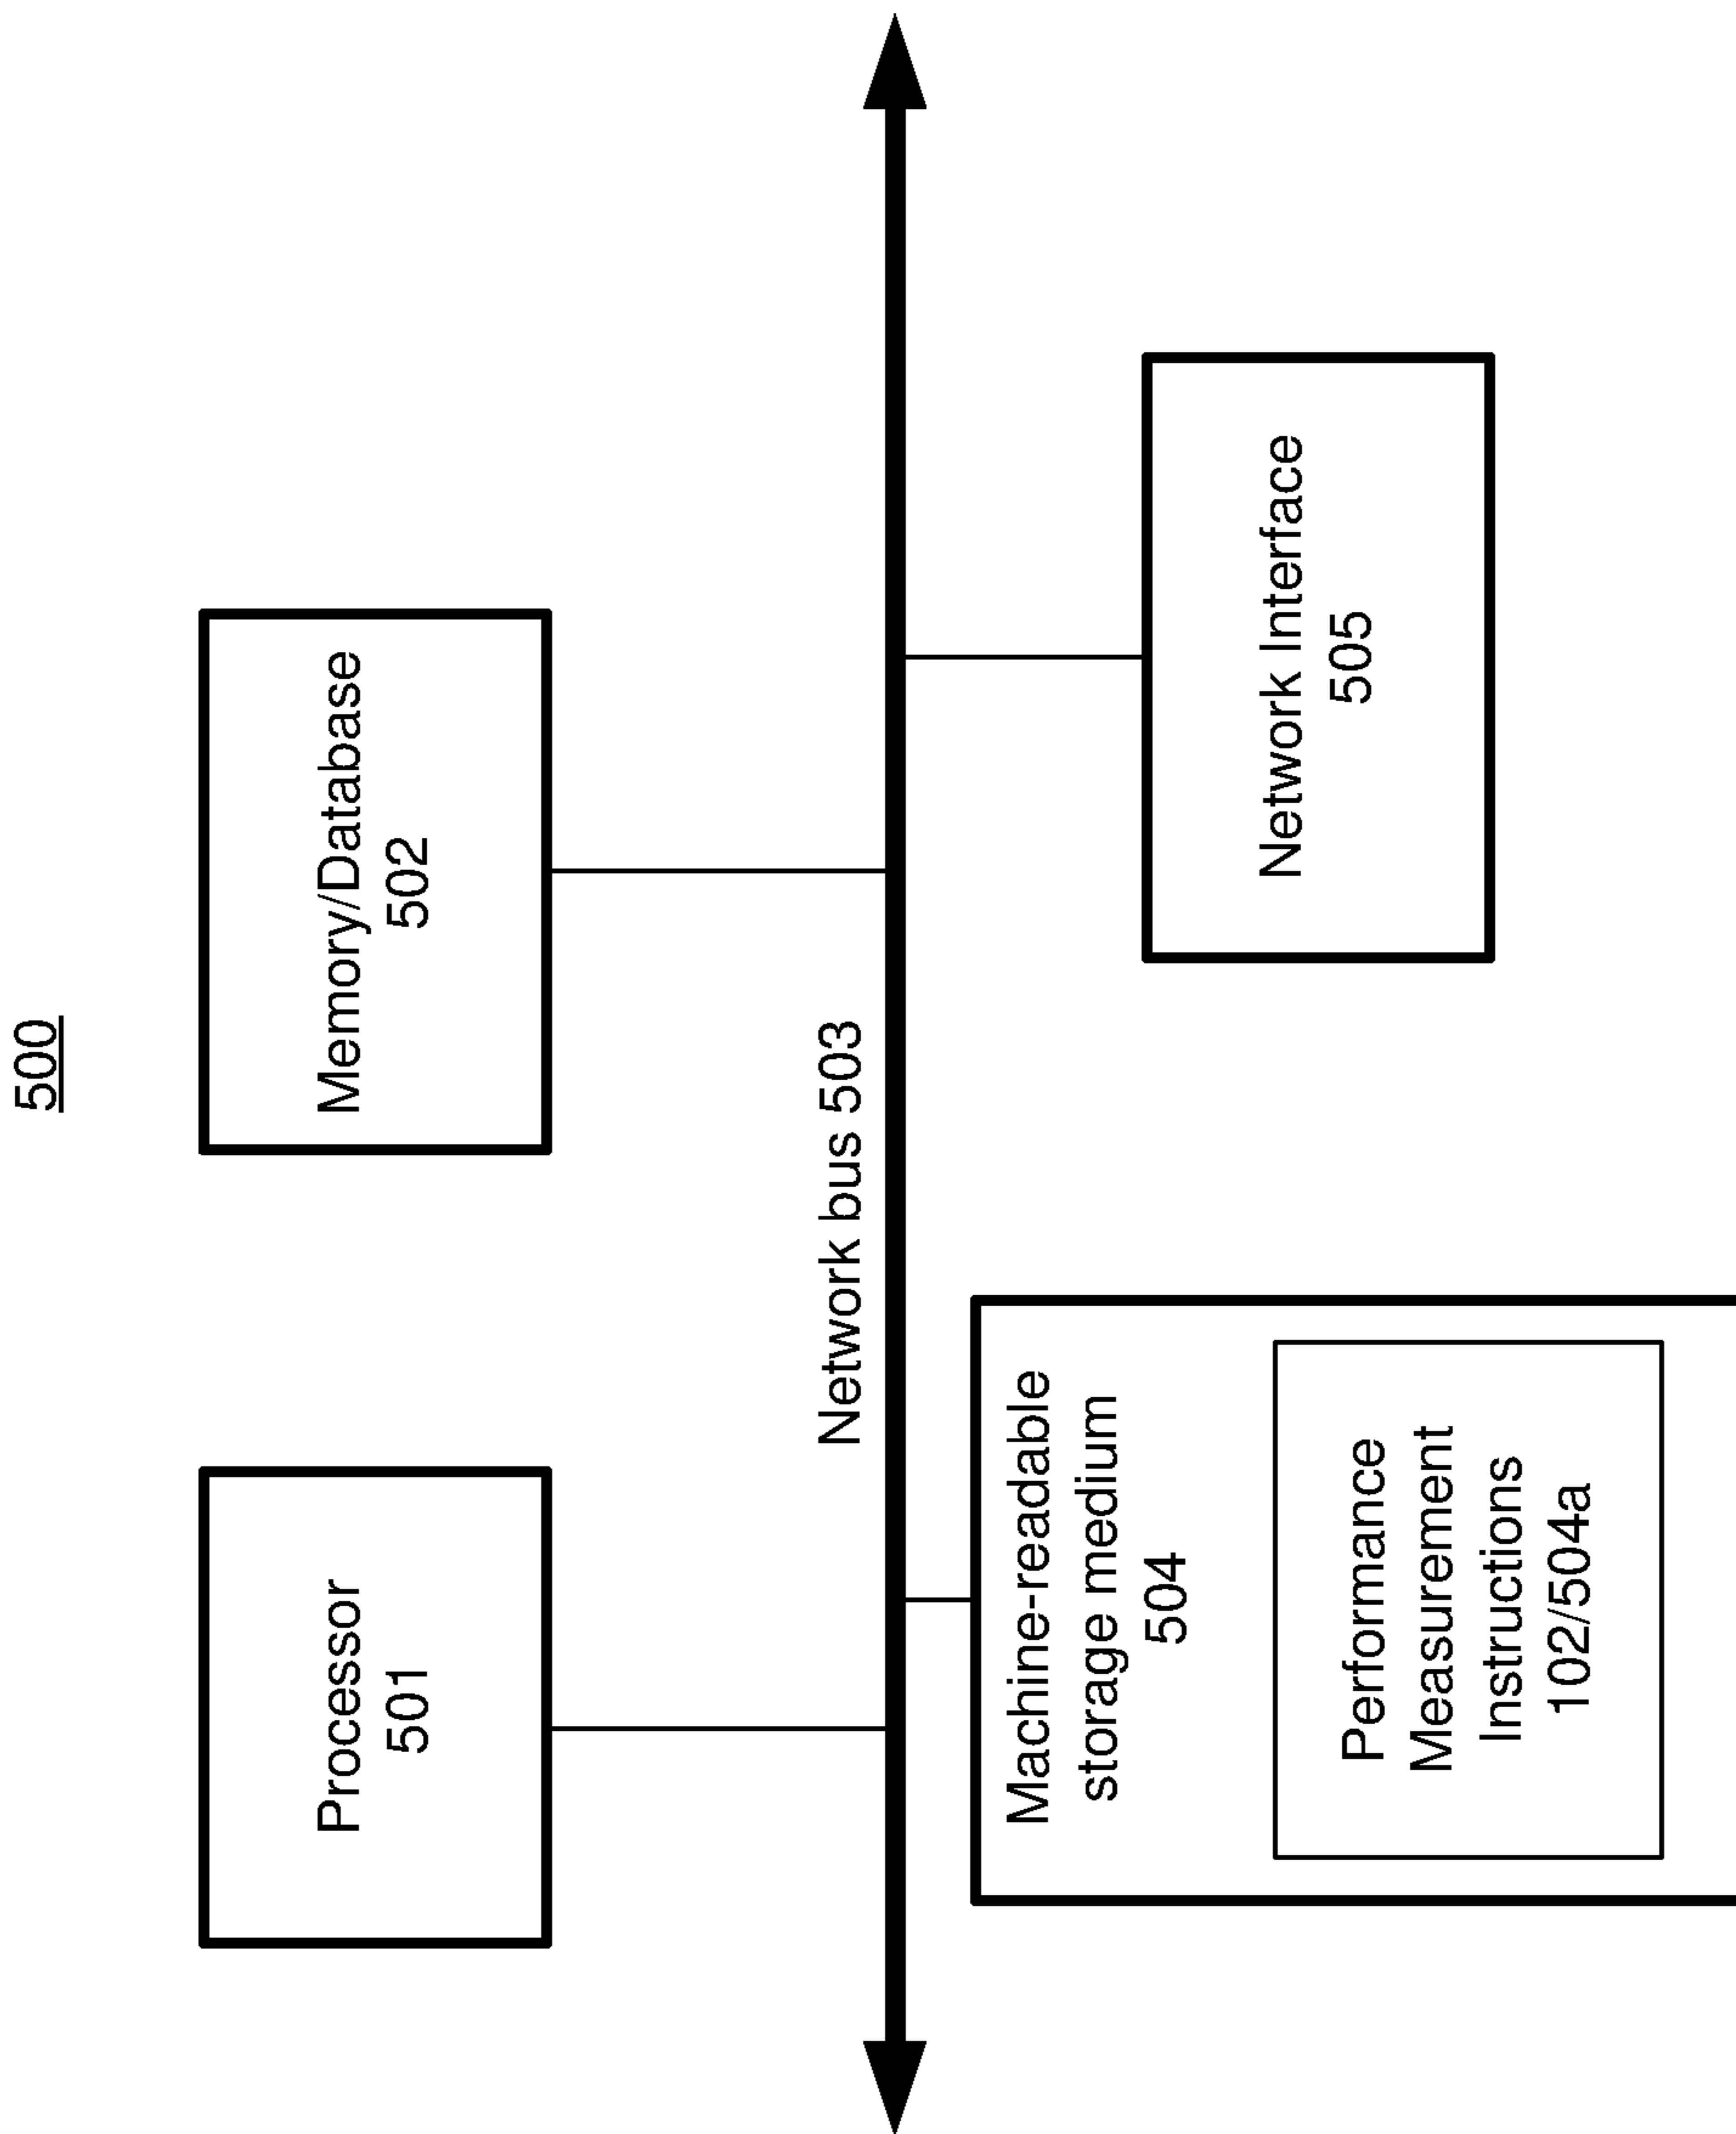 500
Processor
501
Memory/Database
502
Network bus 503
Machine-readable
storage medium
504
Performance
Measurement
Instructions
102/504a
Network Interface
505